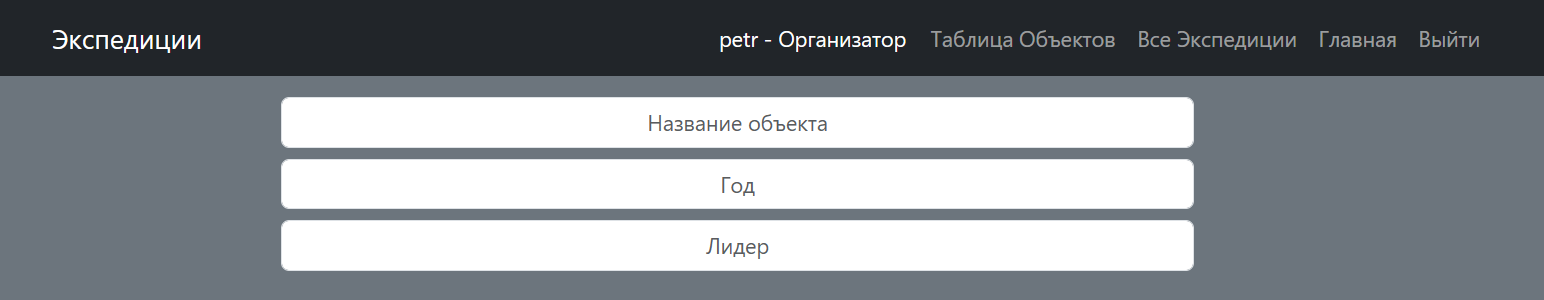 Экспедиции petr - Организатор Таблица Объектов Все Экспедиции Главная Выйти
Название объекта
Год
Лидер